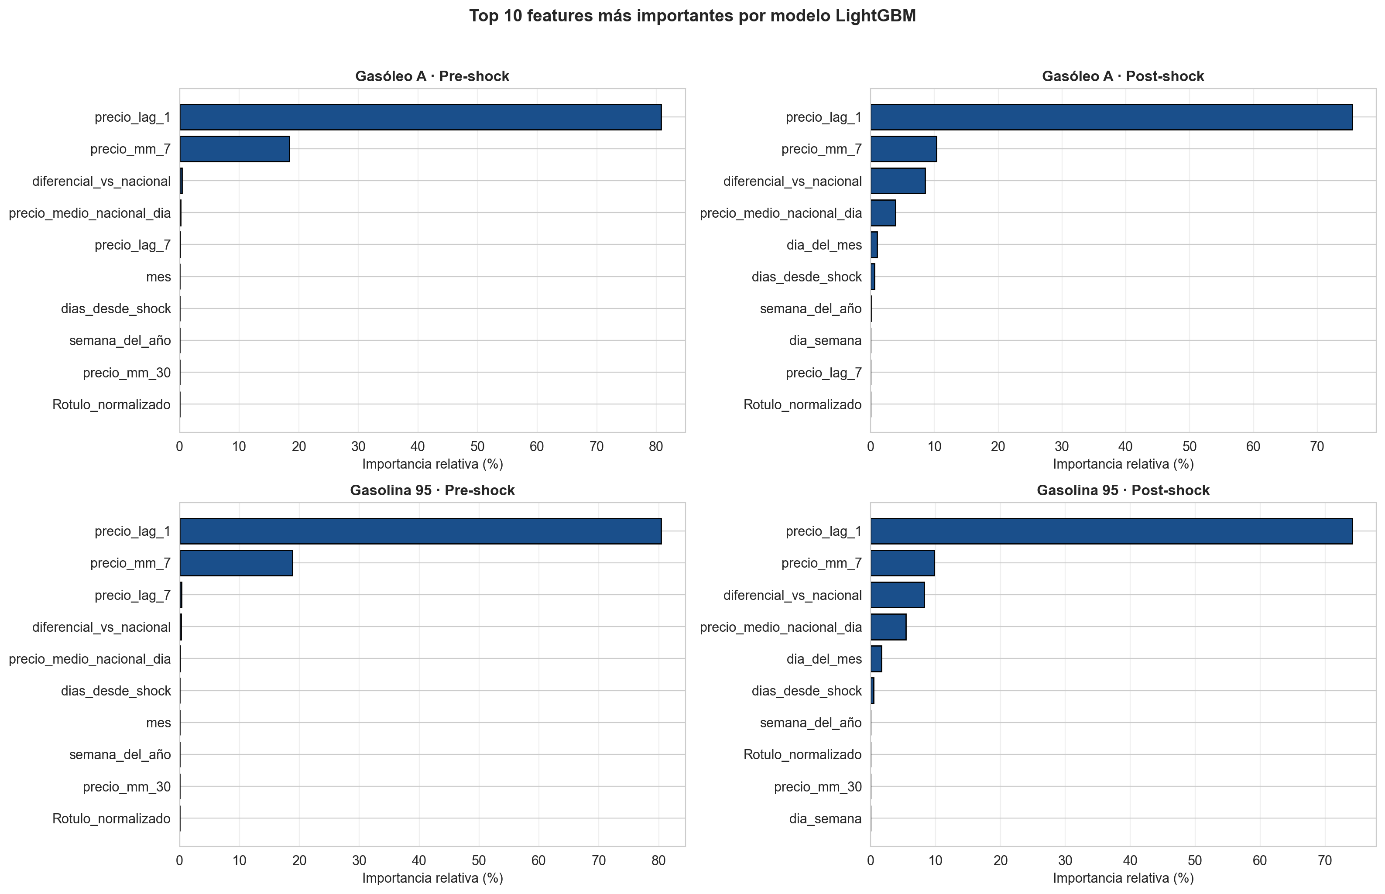 Top 10 features más importantes por modelo LightGBM
Gasóleo A · Pre-shock
precio_lag_1
precio_mm_7
diferencial_vs_nacional
precio_medio_nacional_dia
precio_lag_7
mes
dias_desde_shock
semana_del_año
precio_mm_30
Rotulo_normalizado
0 10 20 30 40 50 60 70 80
Importancia relativa (%)
Gasóleo A · Post-shock
precio_lag_1
precio_mm_7
diferencial_vs_nacional
precio_medio_nacional_dia
dia_del_mes
dias_desde_shock
semana_del_año
dia_semana
precio_lag_7
Rotulo_normalizado
0 10 20 30 40 50 60 70
Importancia relativa (%)
Gasolina 95 · Pre-shock
precio_lag_1
precio_mm_7
precio_lag_7
diferencial_vs_nacional
precio_medio_nacional_dia
dias_desde_shock
mes
semana_del_año
precio_mm_30
Rotulo_normalizado
0 10 20 30 40 50 60 70 80
Importancia relativa (%)
Gasolina 95 · Post-shock
precio_lag_1
precio_mm_7
diferencial_vs_nacional
precio_medio_nacional_dia
dia_del_mes
dias_desde_shock
semana_del_año
Rotulo_normalizado
precio_mm_30
dia_semana
0 10 20 30 40 50 60 70
Importancia relativa (%)